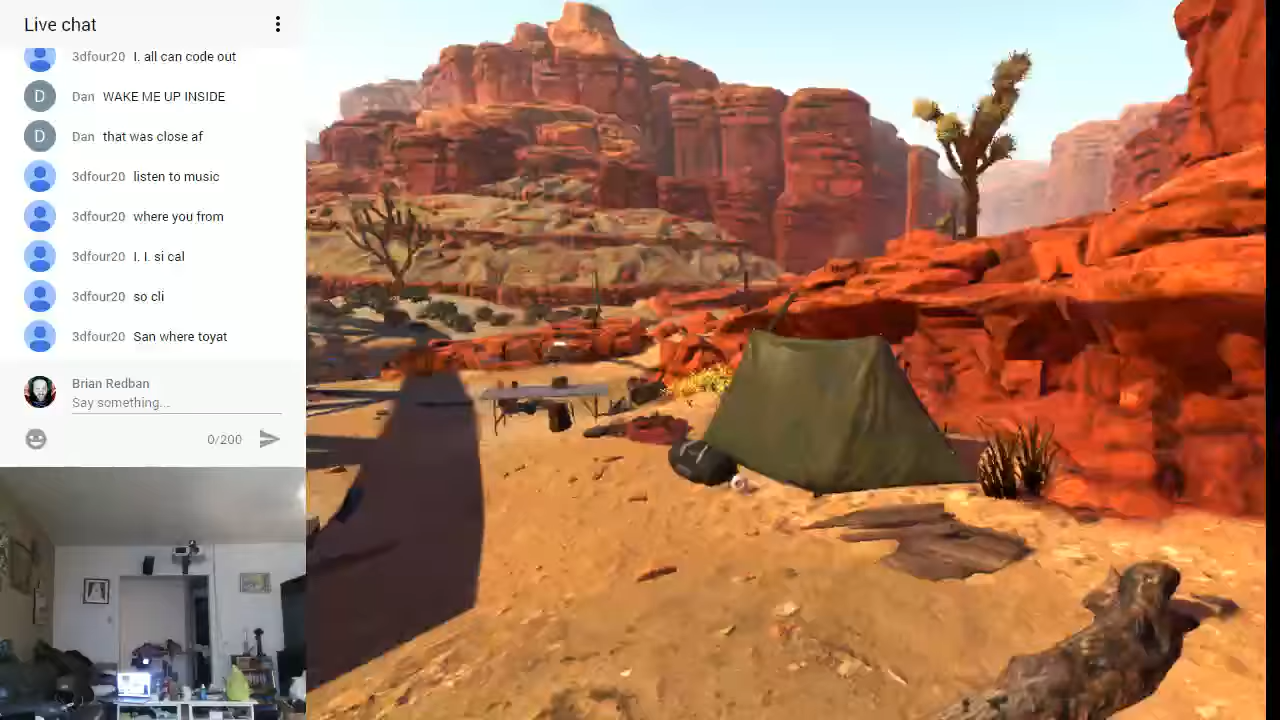 Live chat
3dfour20 I. all can code out
D Dan WAKE ME UP INSIDE
D Dan that was close af
3dfour20 listen to music
3dfour20 where you from
3dfour20 I. I. si cal
3dfour20 so cli
3dfour20 San where toyat
Brian Redban
Say something...
0/200